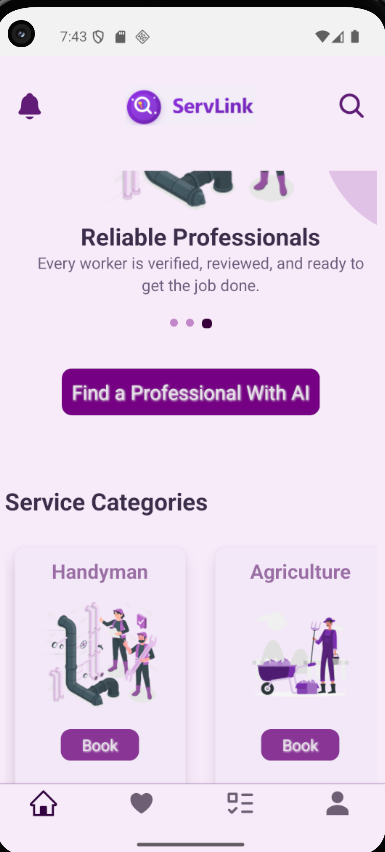 7:43
ServLink
Reliable Professionals
Every worker is verified, reviewed, and ready to
get the job done.
Find a Professional With AI
Service Categories
Handyman
Agriculture
Book
Book